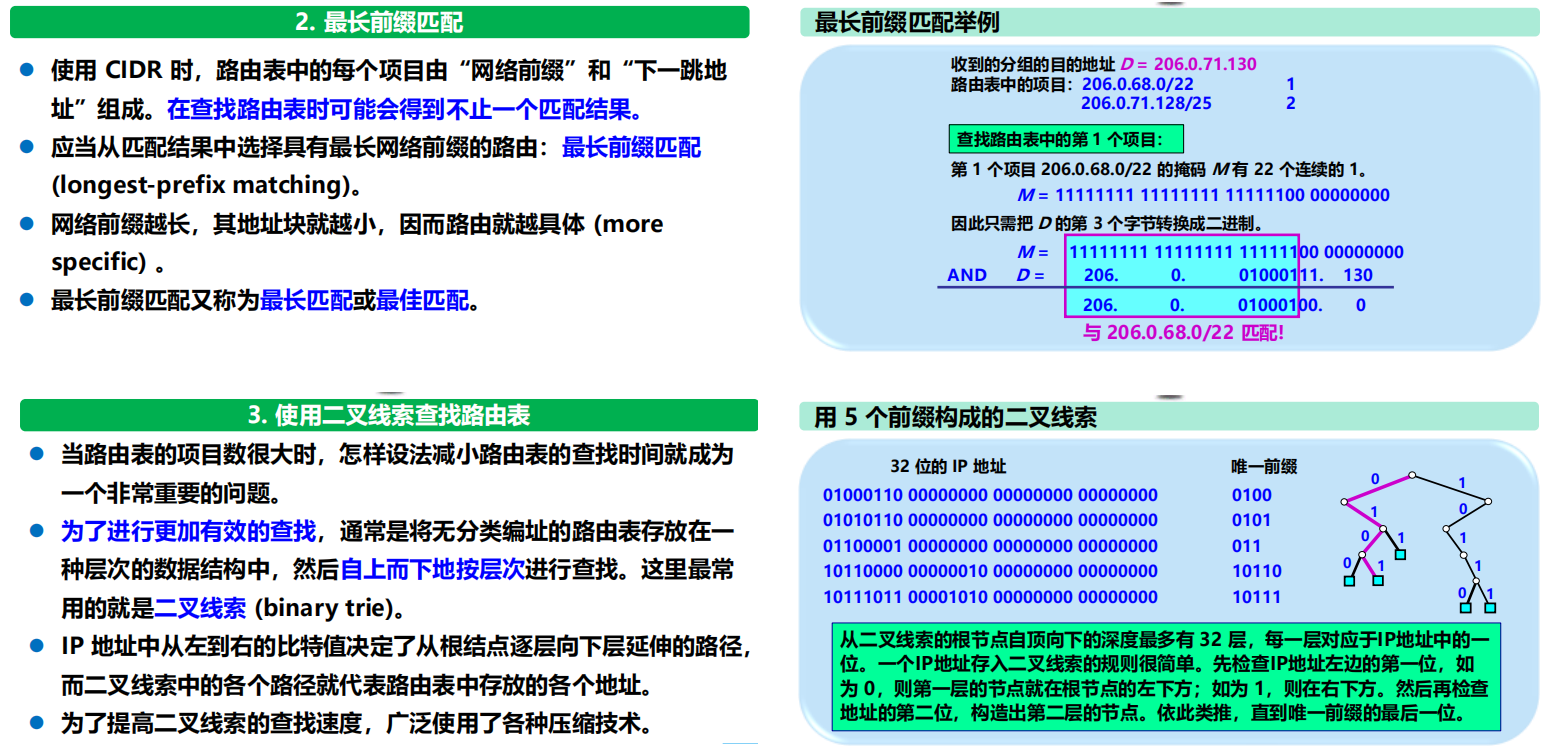 2. 最长前缀匹配
使用 CIDR 时，路由表中的每个项目由“网络前缀”和“下一跳地
址”组成。在查找路由表时可能会得到不止一个匹配结果。
应当从匹配结果中选择具有最长网络前缀的路由：最长前缀匹配
(longest-prefix matching)。
网络前缀越长，其地址块就越小，因而路由就越具体 (more
specific) 。
最长前缀匹配又称为最长匹配或最佳匹配。
最长前缀匹配举例
收到的分组的目的地址 D = 206.0.71.130
路由表中的项目：206.0.68.0/22 1
206.0.71.128/25 2
查找路由表中的第 1 个项目：
第 1 个项目 206.0.68.0/22 的掩码 M 有 22 个连续的 1。
M = 11111111 11111111 11111100 00000000
因此只需把 D 的第 3 个字节转换成二进制。
M = 11111111 11111111 11111100 00000000
AND D = 206. 0. 01000111. 130
206. 0. 01000100. 0
与 206.0.68.0/22 匹配!
3. 使用二叉线索查找路由表
当路由表的项目数很大时，怎样设法减小路由表的查找时间就成为
一个非常重要的问题。
为了进行更加有效的查找，通常是将无分类编址的路由表存放在一
种层次的数据结构中，然后自上而下地按层次进行查找。这里最常
用的就是二叉线索 (binary trie)。
IP 地址中从左到右的比特值决定了从根结点逐层向下层延伸的路径，
而二叉线索中的各个路径就代表路由表中存放的各个地址。
为了提高二叉线索的查找速度，广泛使用了各种压缩技术。
用 5 个前缀构成的二叉线索
32 位的 IP 地址 唯一前缀
01000110 00000000 00000000 00000000 0100
01010110 00000000 00000000 00000000 0101
01100001 00000000 00000000 00000000 011
10110000 00000010 00000000 00000000 10110
10111011 00001010 00000000 00000000 10111
0 1
1 0
0 1 1
0 1 1
0 1
从二叉线索的根节点自顶向下的深度最多有 32 层，每一层对应于IP地址中的一
位。一个IP地址存入二叉线索的规则很简单。先检查IP地址左边的第一位，如
为 0，则第一层的节点就在根节点的左下方；如为 1，则在右下方。然后再检查
地址的第二位，构造出第二层的节点。依此类推，直到唯一前缀的最后一位。